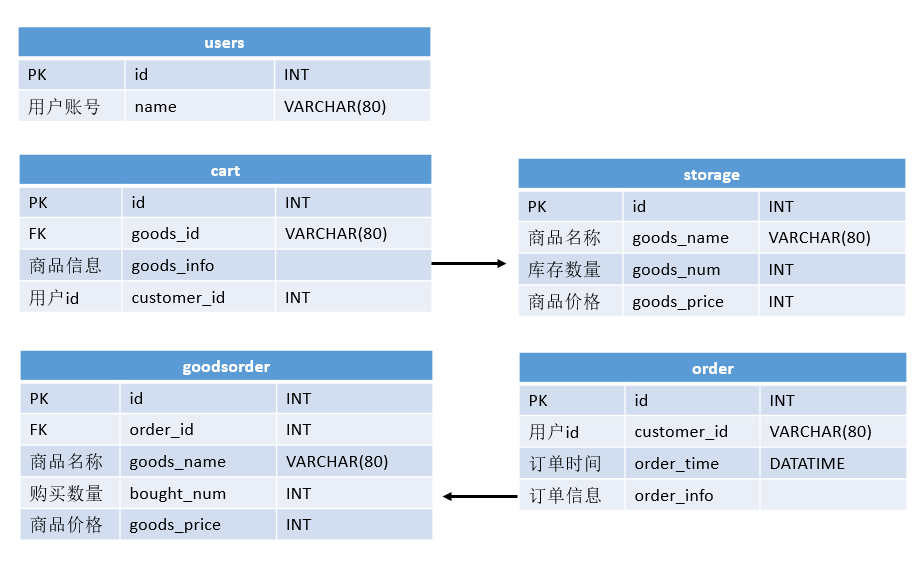 users
PK id INT
用户账号 name VARCHAR(80)
cart
PK id INT
FK goods_id VARCHAR(80)
商品信息 goods_info
用户id customer_id INT
storage
PK id INT
商品名称 goods_name VARCHAR(80)
库存数量 goods_num INT
商品价格 goods_price INT
goodsorder
PK id INT
FK order_id INT
商品名称 goods_name VARCHAR(80)
购买数量 bought_num INT
商品价格 goods_price INT
order
PK id INT
用户id customer_id VARCHAR(80)
订单时间 order_time DATATIME
订单信息 order_info